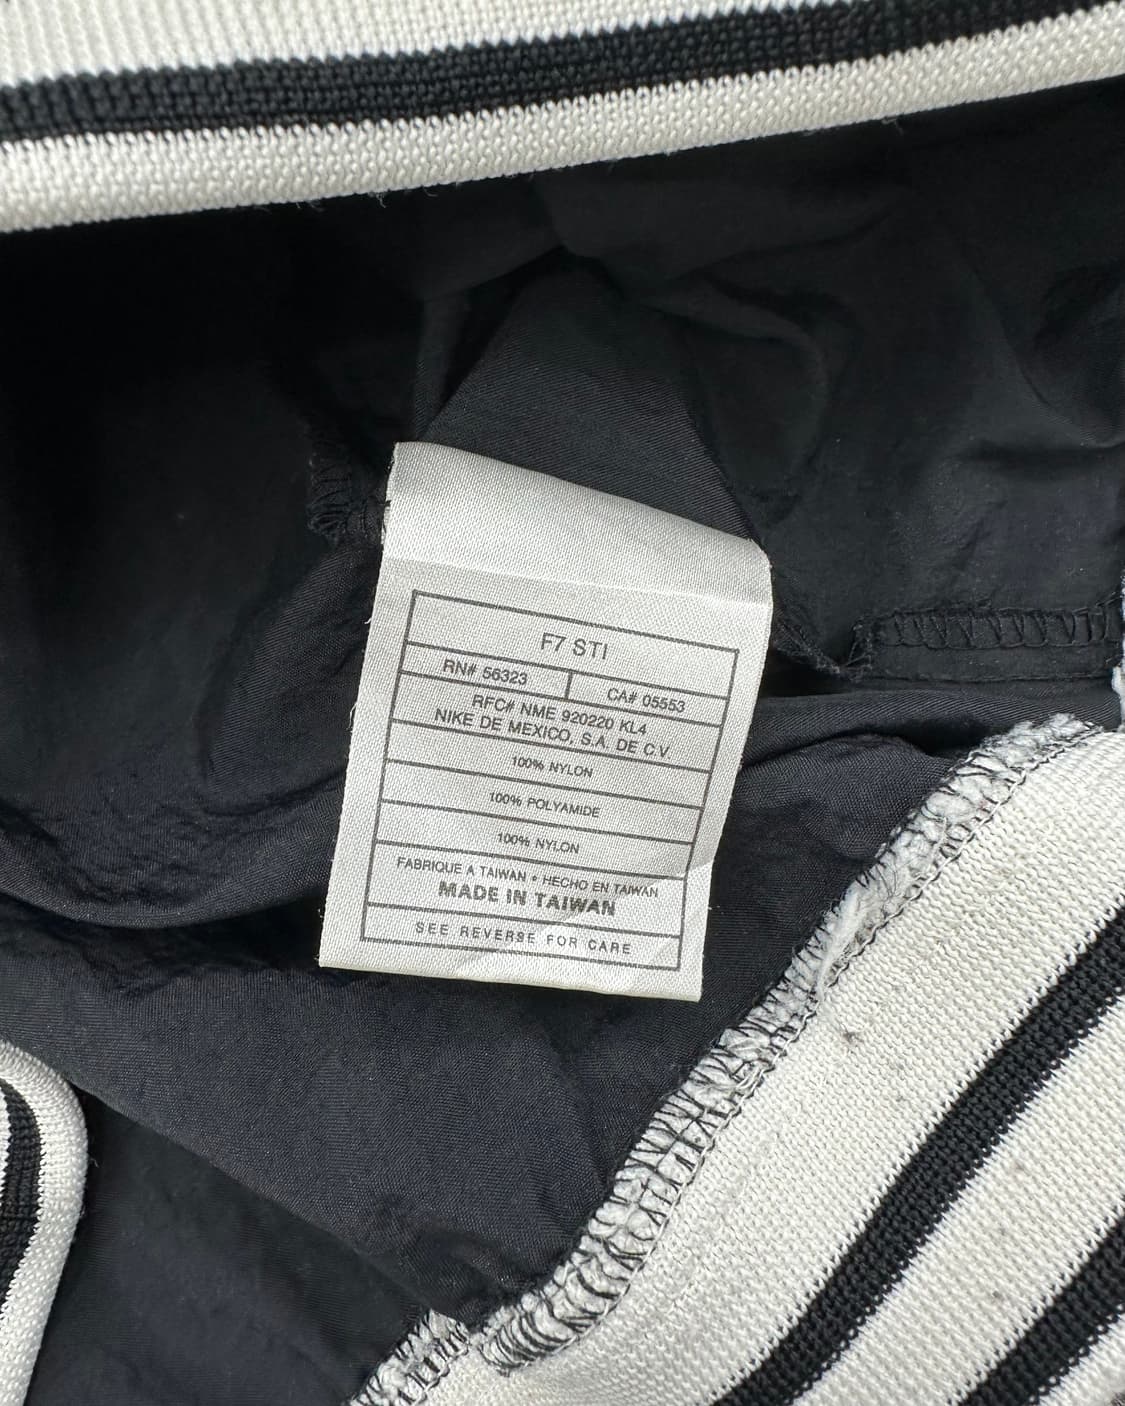 F7 STI
RN# 56323 CA# 05553
RFC# NME 920220 KL4
NIKE DE MEXICO, S.A. DE C.V.
100% NYLON
100% POLYAMIDE
100% NYLON
FABRIQUE A TAIWAN • HECHO EN TAIWAN
MADE IN TAIWAN
SEE REVERSE FOR CARE